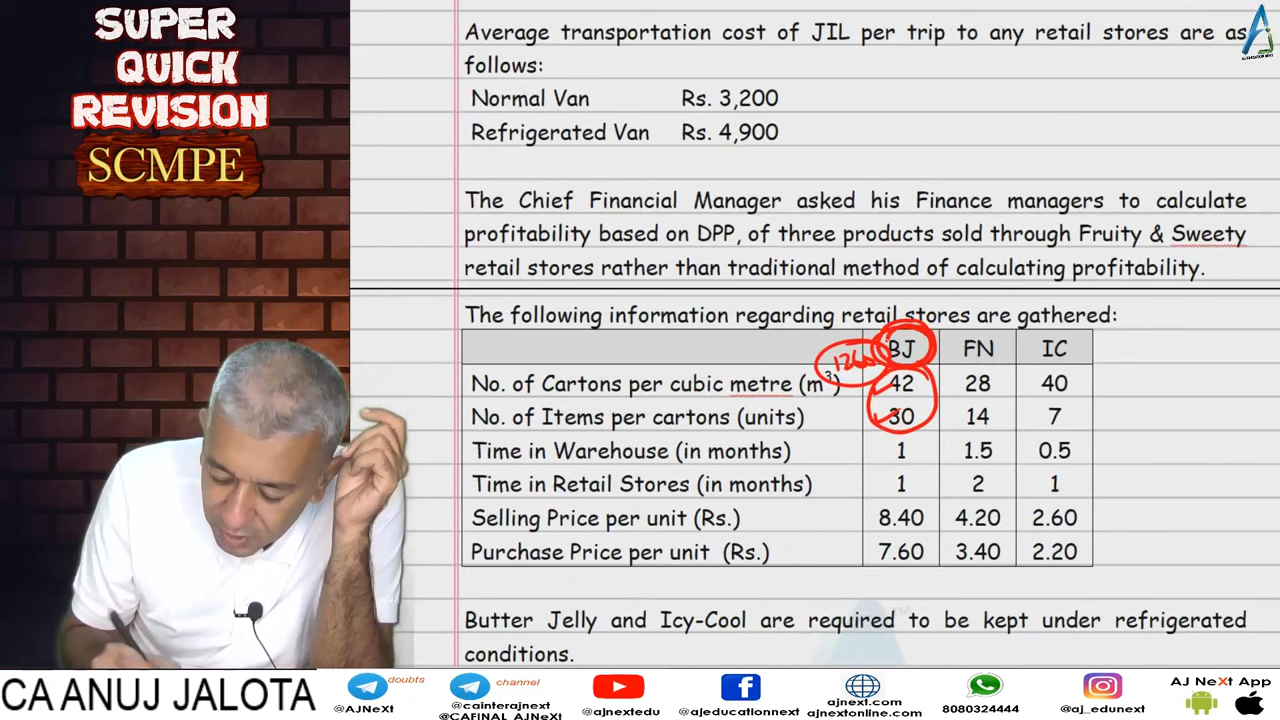 SUPER
QUICK
REVISION
SCMPE
Average transportation cost of JIL per trip to any retail stores are as
follows:
Normal Van Rs. 3,200
Refrigerated Van Rs. 4,900
The Chief Financial Manager asked his Finance managers to calculate
profitability based on DPP, of three products sold through Fruity & Sweety
retail stores rather than traditional method of calculating profitability.
The following information regarding retail stores are gathered:
BJ FN IC
1260
No. of Cartons per cubic metre (m³) 42 28 40
No. of Items per cartons (units) 30 14 7
Time in Warehouse (in months) 1 1.5 0.5
Time in Retail Stores (in months) 1 2 1
Selling Price per unit (Rs.) 8.40 4.20 2.60
Purchase Price per unit (Rs.) 7.60 3.40 2.20
Butter Jelly and Icy-Cool are required to be kept under refrigerated
conditions.
CA ANUJ JALOTA
doubts
@AJNeXt
channel
@cainterajnext
@CAFINAL_AJNeXt
@ajnextedu
@ajeducationnext
ajnext.com
ajnextonline.com
8080324444
@aj_edunext
AJ NeXt App